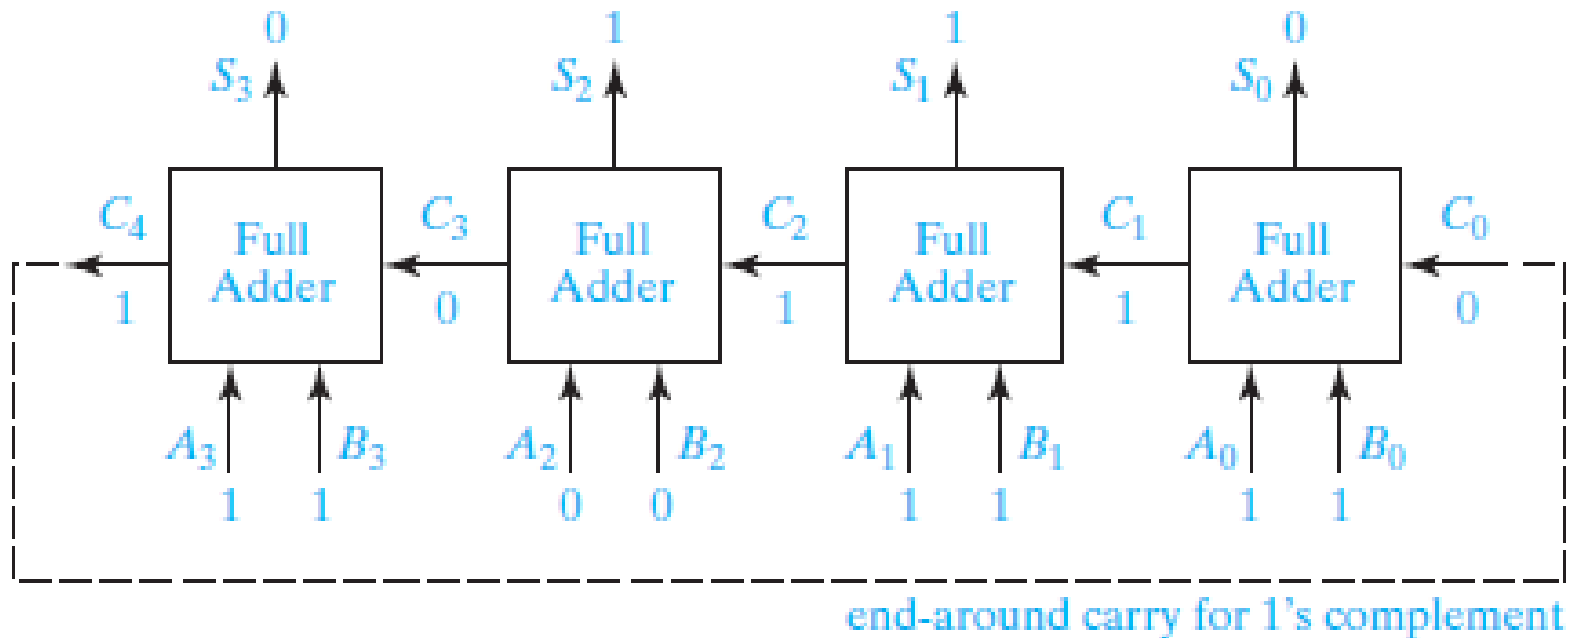 0 1 1 0
S3 S2 S1 S0
C4 C3 C2 C1 C0
Full Full Full Full
Adder Adder Adder Adder
1 0 1 1 0
A3 B3 A2 B2 A1 B1 A0 B0
1 1 0 0 1 1 1 1
end-around carry for 1's complement